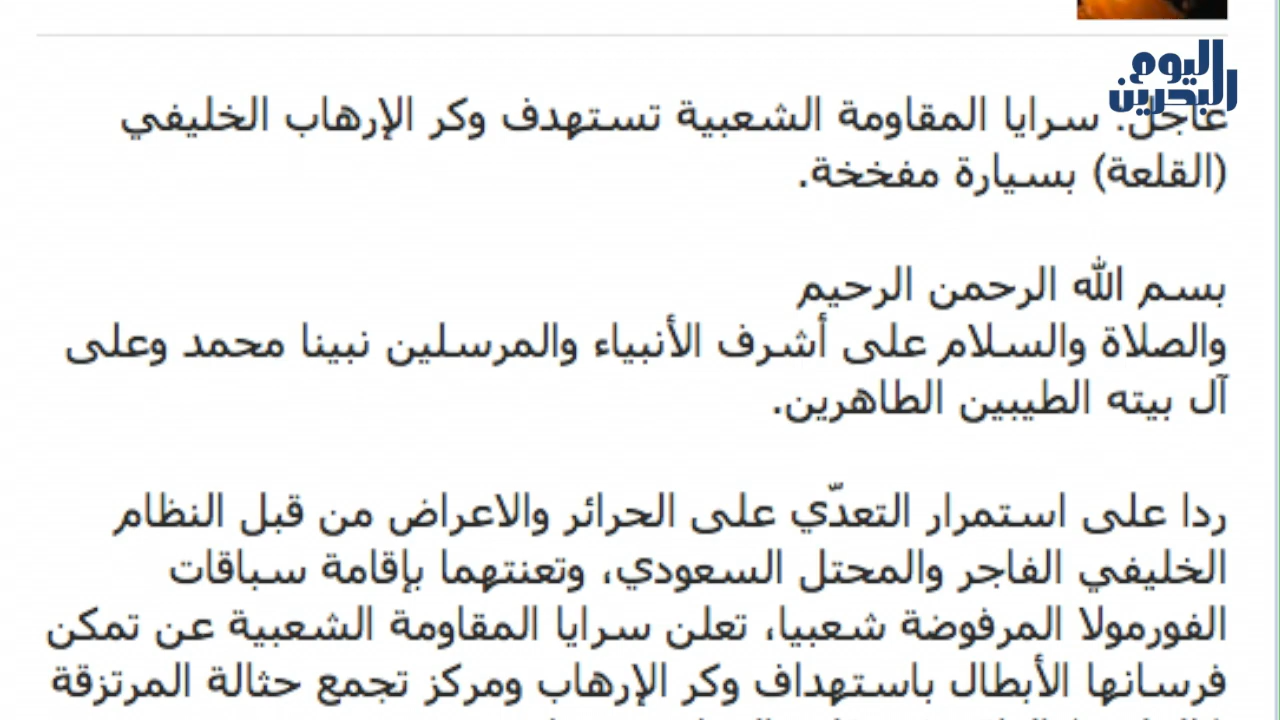 اليوم
البحرين
عاجل: سرايا المقاومة الشعبية تستهدف وكر الإرهاب الخليفي
(القلعة) بسيارة مفخخة.
بسم الله الرحمن الرحيم
والصلاة والسلام على أشرف الأنبياء والمرسلين نبينا محمد وعلى
آل بيته الطيبين الطاهرين.
ردا على استمرار التعدّي على الحرائر والاعراض من قبل النظام
الخليفي الفاجر والمحتل السعودي، وتعنتهما بإقامة سباقات
الفورمولا المرفوضة شعبيا، تعلن سرايا المقاومة الشعبية عن تمكن
فرسانها الأبطال باستهداف وكر الإرهاب ومركز تجمع حثالة المرتزقة